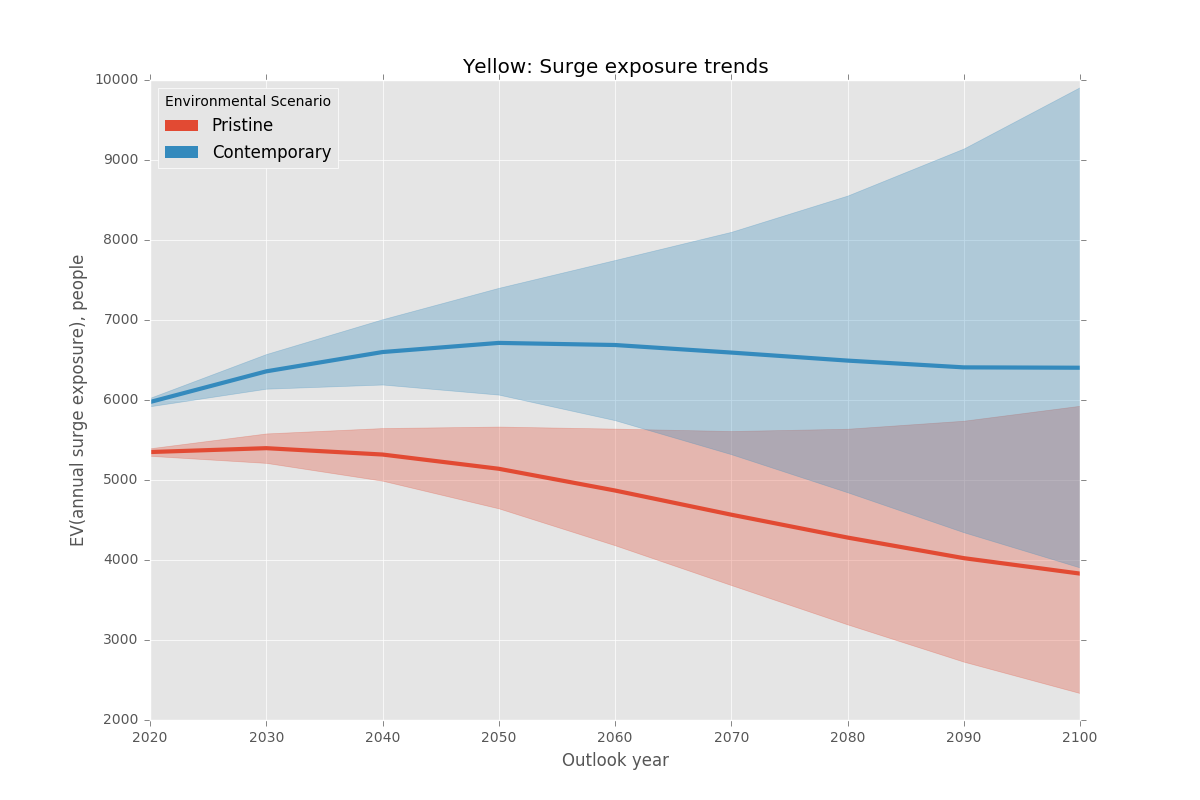 Yellow: Surge exposure trends
10000
9000
8000
7000
6000
5000
4000
3000
2000
EV(annual surge exposure), people
Environmental Scenario
Pristine
Contemporary
2020 2030 2040 2050 2060 2070 2080 2090 2100
Outlook year